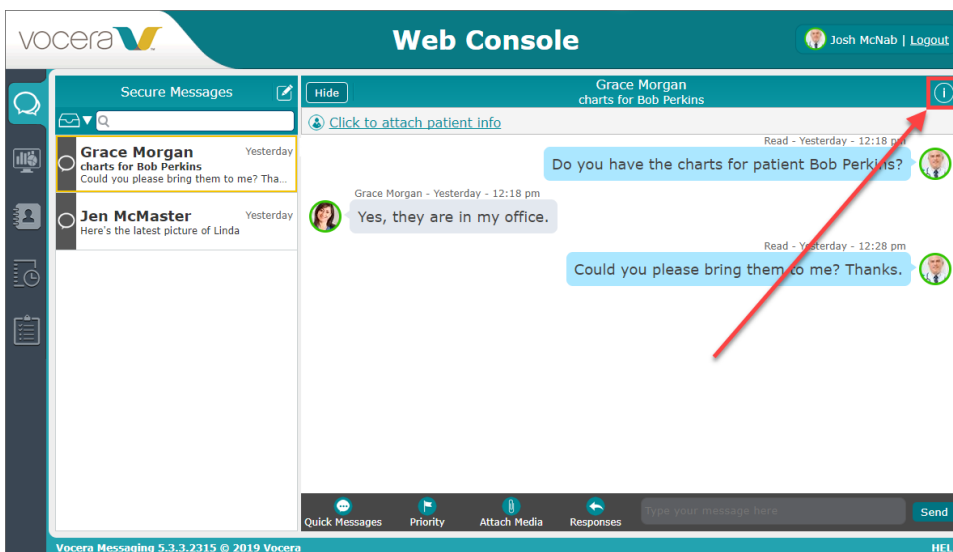 vocera
Web Console
Josh McNab | Logout
Secure Messages
Hide
Grace Morgan
charts for Bob Perkins
Click to attach patient info
Grace Morgan
Yesterday
charts for Bob Perkins
Could you please bring them to me? Tha...
Jen McMaster
Yesterday
Here's the latest picture of Linda
Read - Yesterday - 12:18 pm
Do you have the charts for patient Bob Perkins?
Grace Morgan - Yesterday - 12:18 pm
Yes, they are in my office.
Read - Yesterday - 12:28 pm
Could you please bring them to me? Thanks.
Quick Messages
Priority
Attach Media
Responses
Type your message here
Send
Vocera Messaging 5.3.3.2315 © 2019 Vocera
HEL